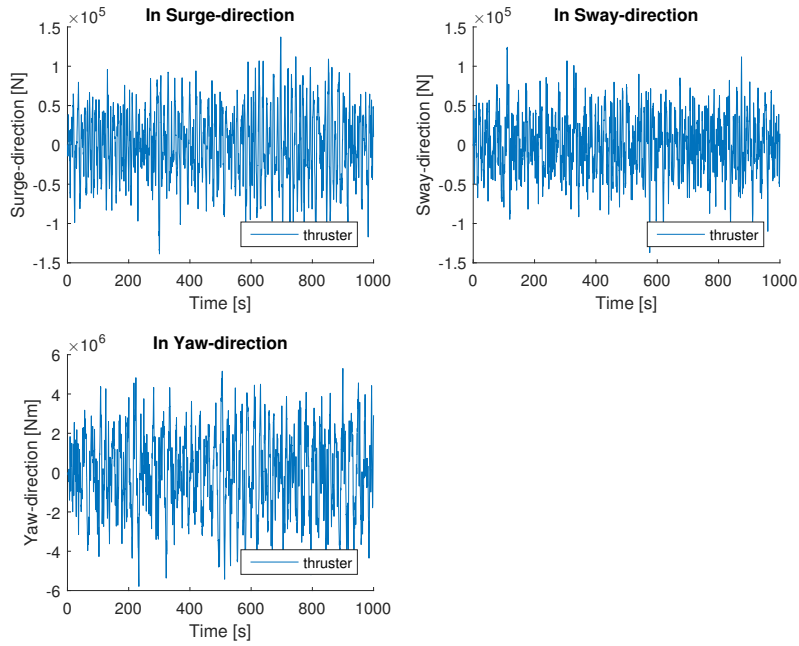 In Surge-direction
×10^5
1.5
1
0.5
0
-0.5
-1
-1.5
Surge-direction [N]
thruster
0 200 400 600 800 1000
Time [s]
In Sway-direction
×10^5
1.5
1
0.5
0
-0.5
-1
-1.5
Sway-direction [N]
thruster
0 200 400 600 800 1000
Time [s]
In Yaw-direction
×10^6
6
4
2
0
-2
-4
-6
Yaw-direction [Nm]
thruster
0 200 400 600 800 1000
Time [s]